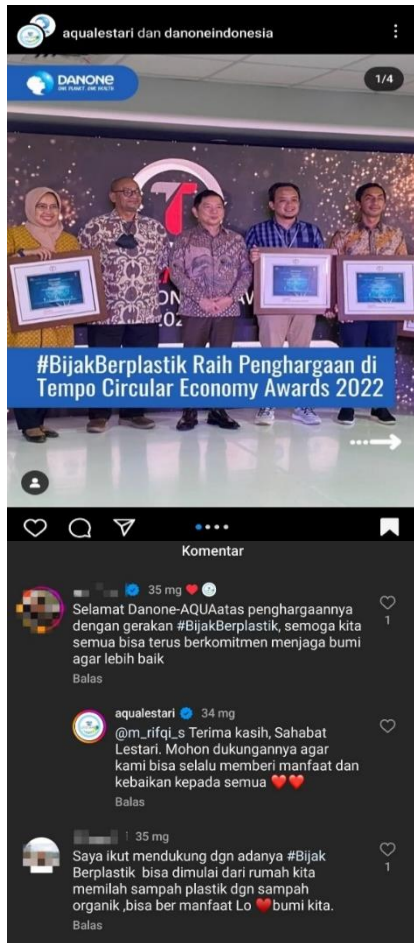 aqualestari dan danoneindonesia
DANONE
ONE PLANET. ONE HEALTH
1/4
#BijakBerplastik Raih Penghargaan di
Tempo Circular Economy Awards 2022
Komentar
35 mg
Selamat Danone-AQUAatas penghargaannya
dengan gerakan #BijakBerplastik, semoga kita
semua bisa terus berkomitmen menjaga bumi
agar lebih baik
1
Balas
aqualestari 34 mg
@m_rifqi_s Terima kasih, Sahabat
Lestari. Mohon dukungannya agar
kami bisa selalu memberi manfaat dan
kebaikan kepada semua ❤️❤️
Balas
35 mg
Saya ikut mendukung dgn adanya #Bijak
Berplastik bisa dimulai dari rumah kita
memilah sampah plastik dgn sampah
organik ,bisa ber manfaat Lo ❤️bumi kita.
1
Balas